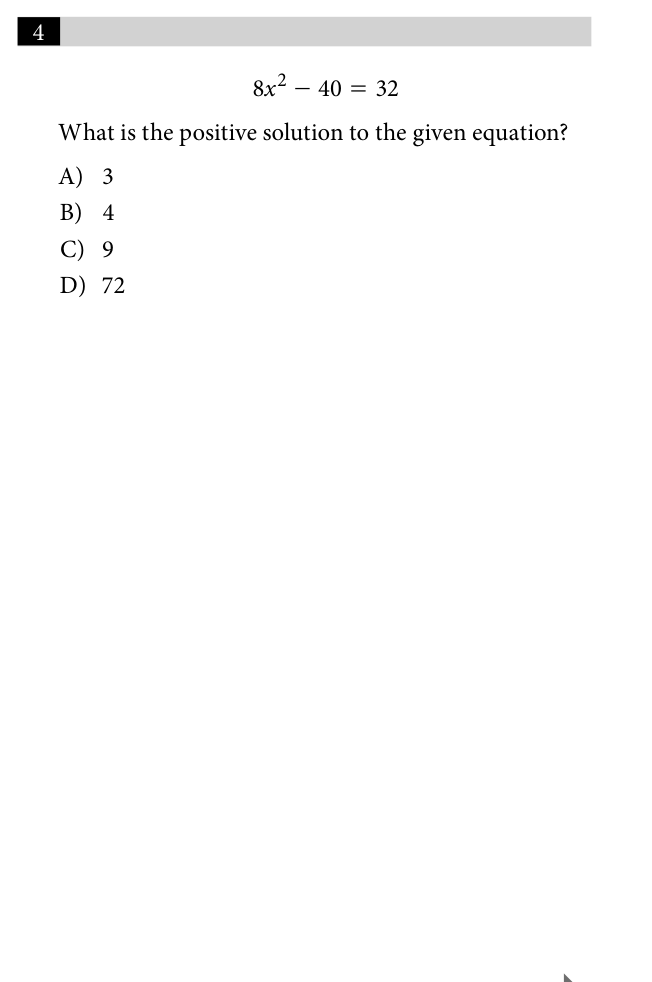 4
8x² − 40 = 32
What is the positive solution to the given equation?
A) 3
B) 4
C) 9
D) 72